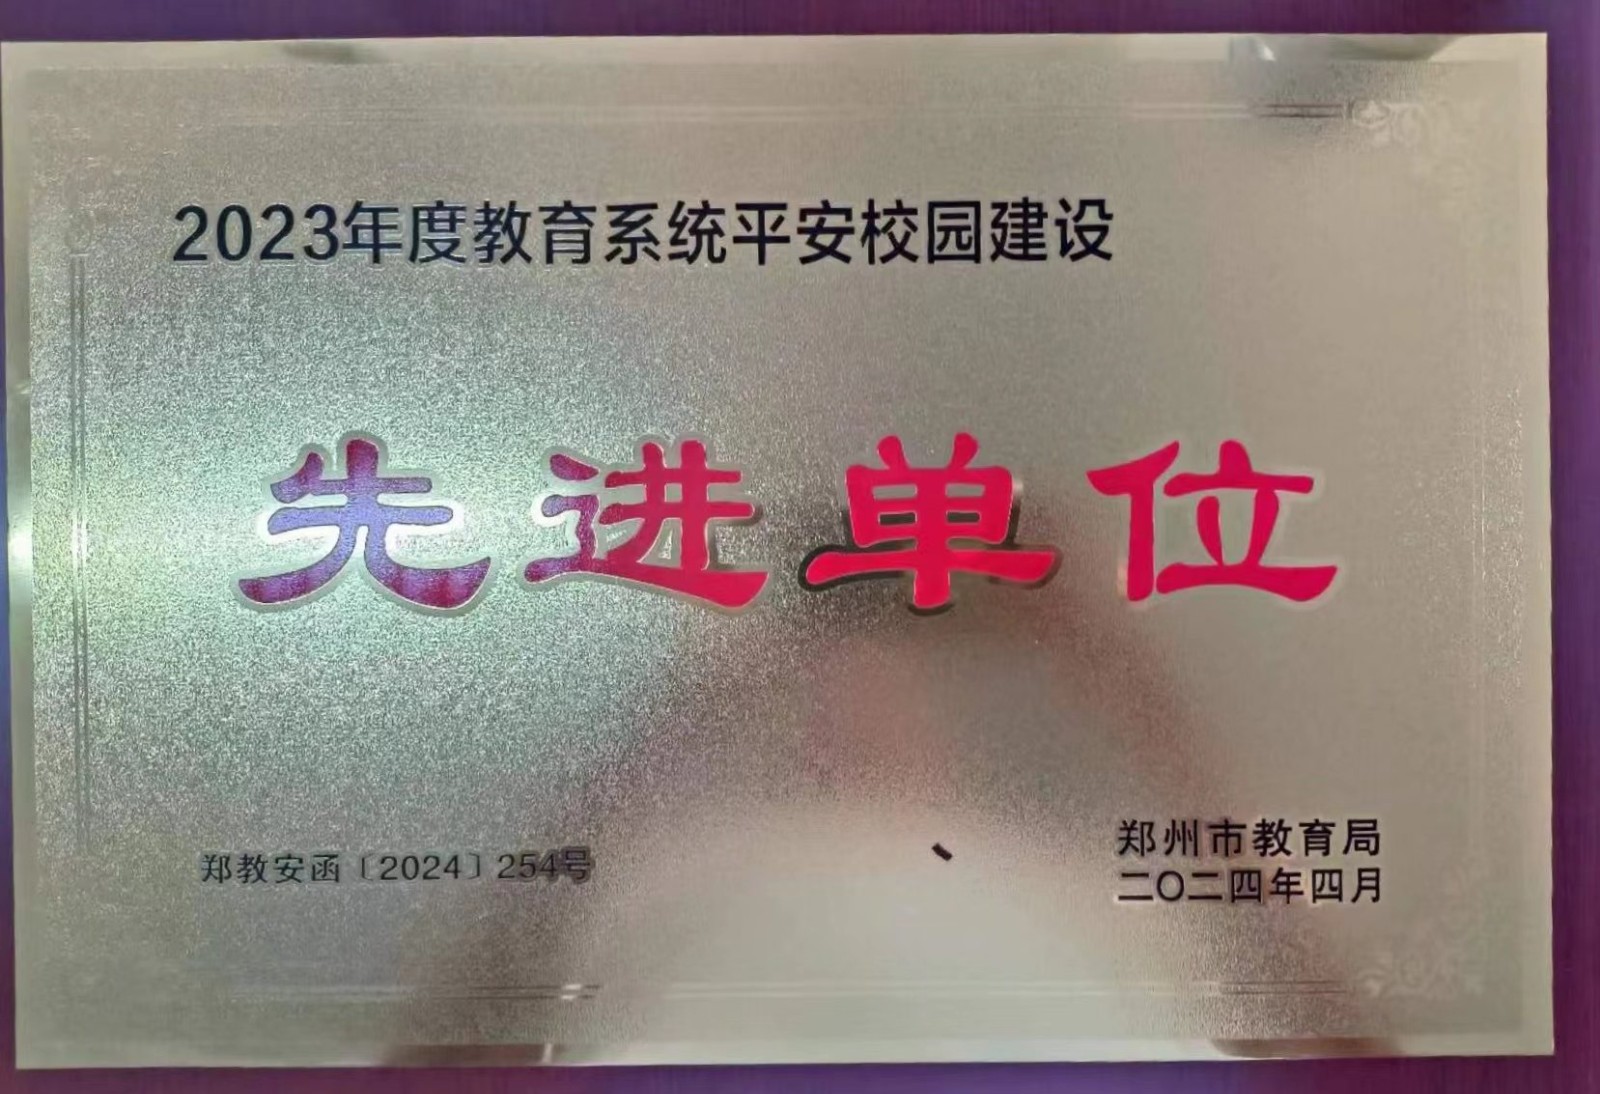 2023年度教育系统平安校园建设
先进单位
郑教安函〔2024〕254号
郑州市教育局
二〇二四年四月